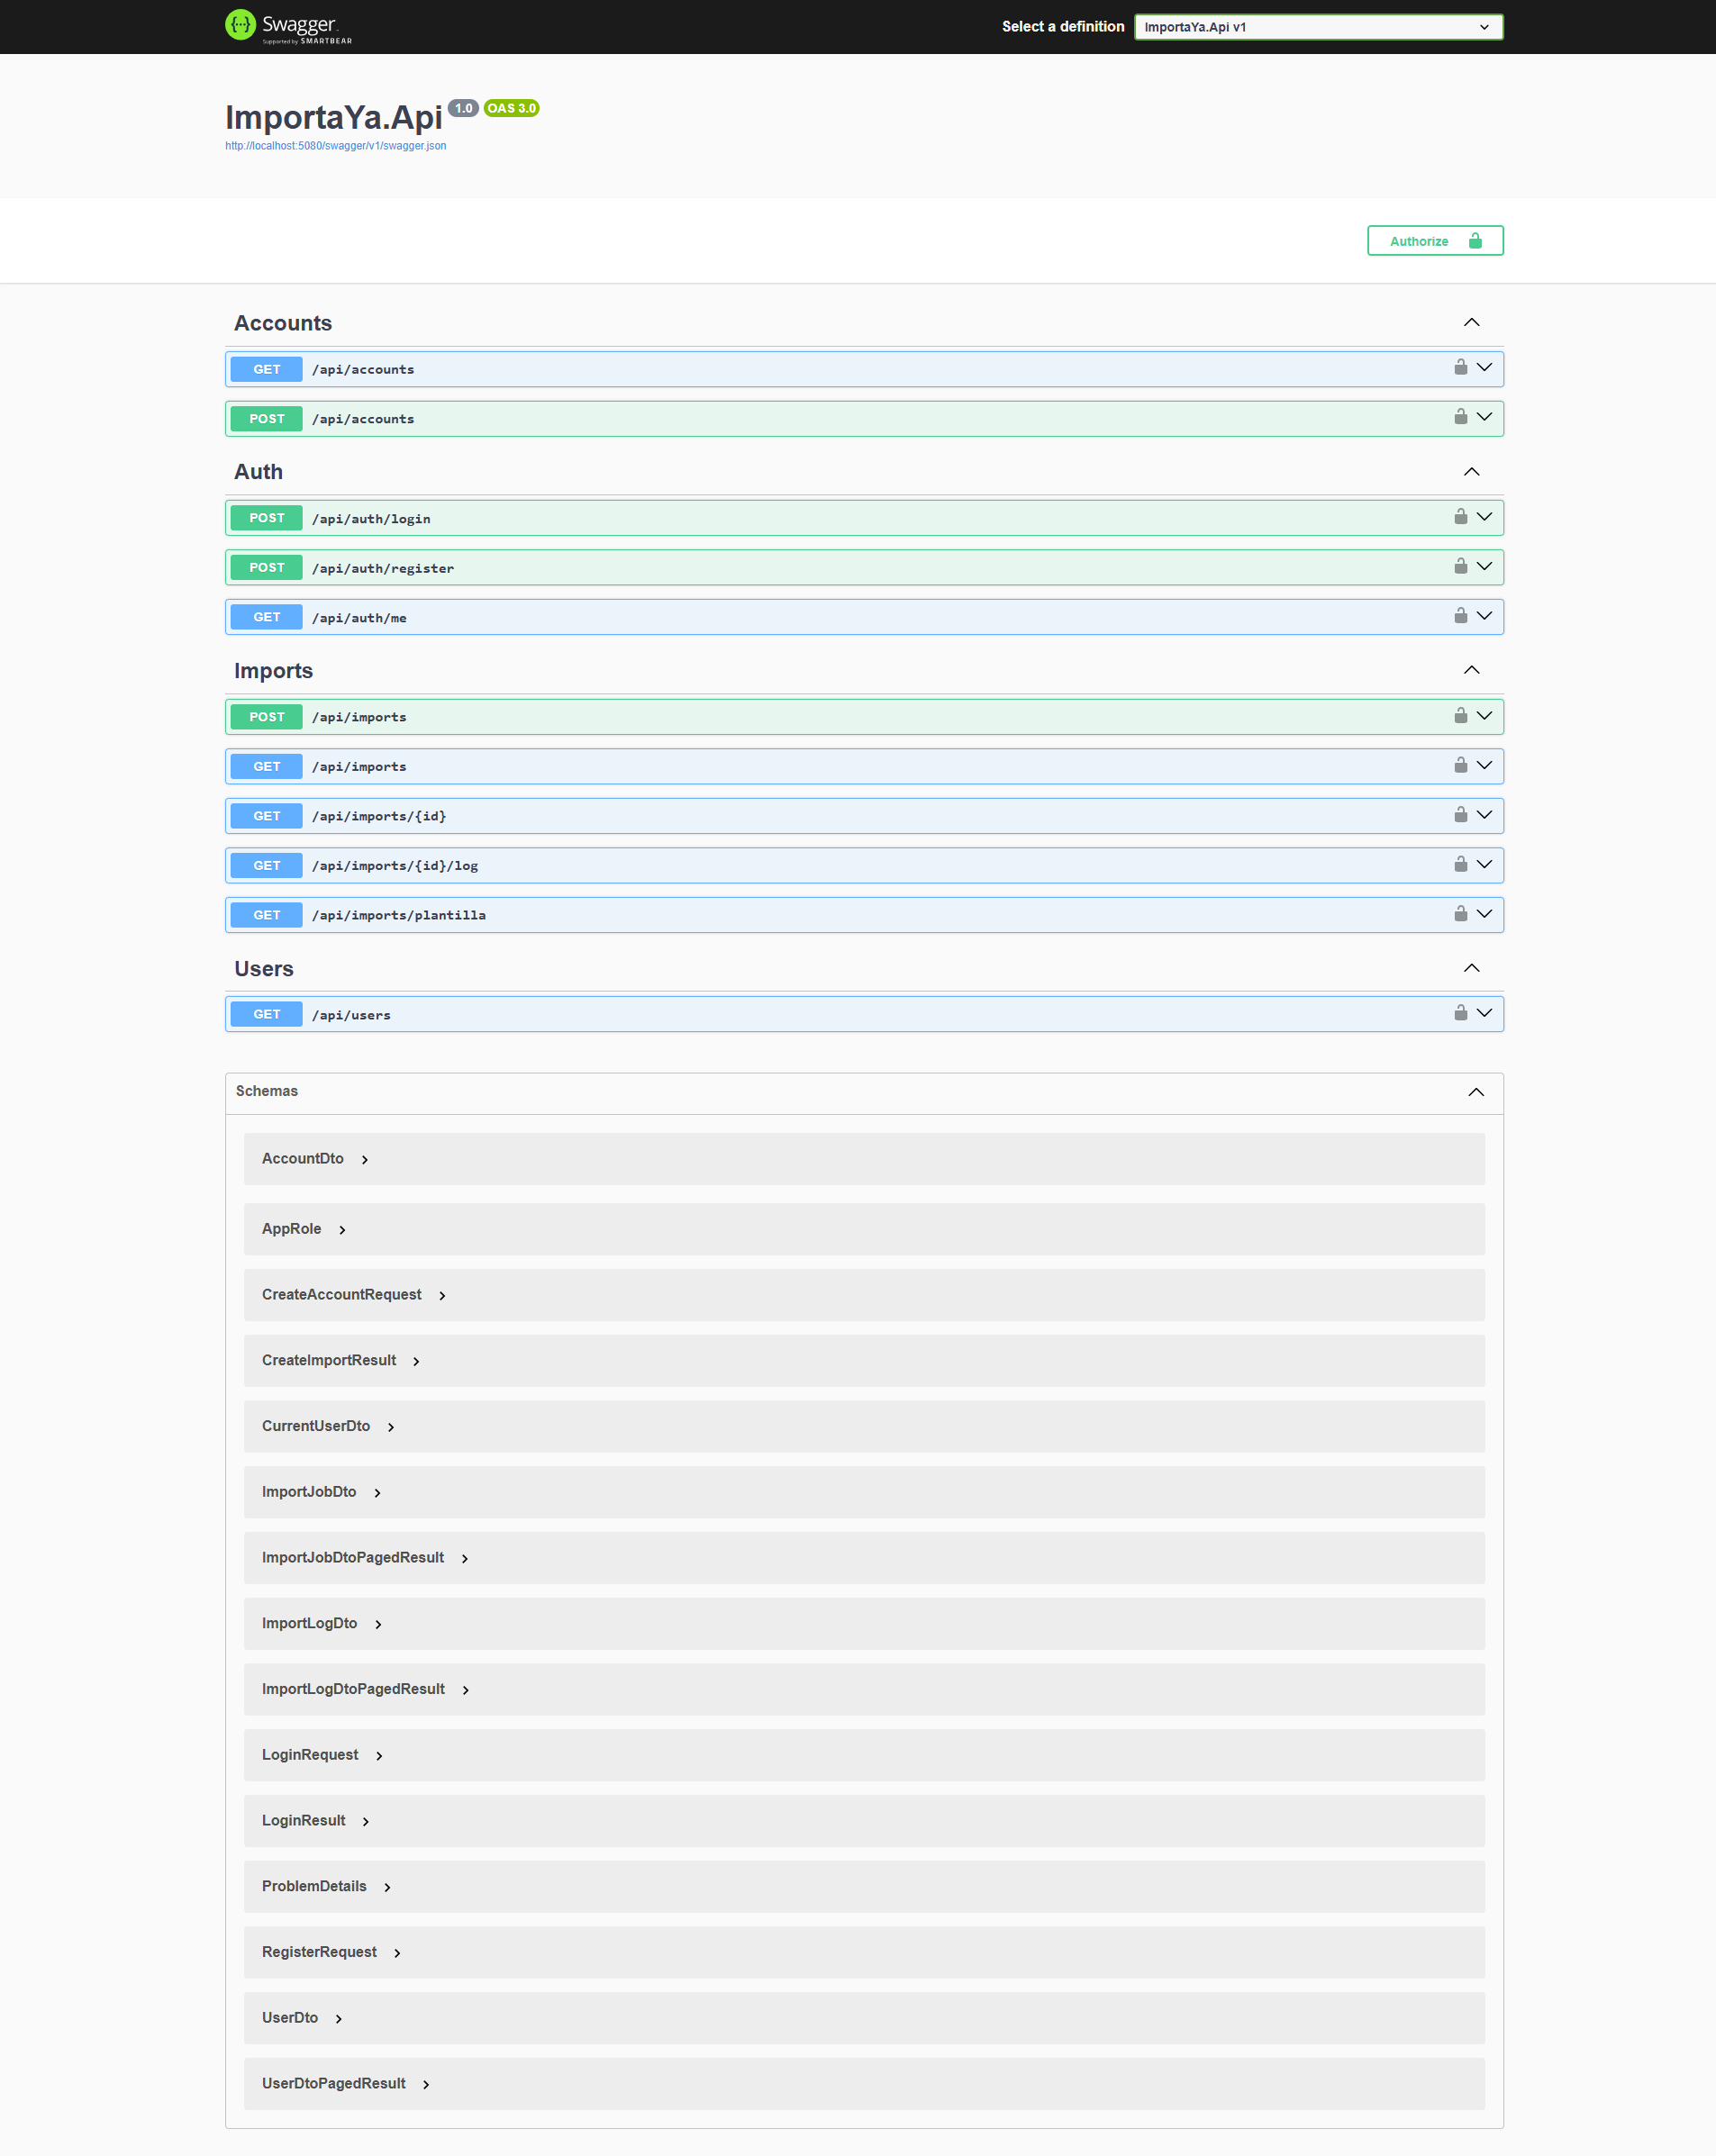 Swagger
Supported by SMARTBEAR
Select a definition
ImportaYa.Api v1
ImportaYa.Api 1.0 OAS 3.0
http://localhost:5080/swagger/v1/swagger.json
Authorize
Accounts
GET /api/accounts
POST /api/accounts
Auth
POST /api/auth/login
POST /api/auth/register
GET /api/auth/me
Imports
POST /api/imports
GET /api/imports
GET /api/imports/{id}
GET /api/imports/{id}/log
GET /api/imports/plantilla
Users
GET /api/users
Schemas
AccountDto
AppRole
CreateAccountRequest
CreateImportResult
CurrentUserDto
ImportJobDto
ImportJobDtoPagedResult
ImportLogDto
ImportLogDtoPagedResult
LoginRequest
LoginResult
ProblemDetails
RegisterRequest
UserDto
UserDtoPagedResult